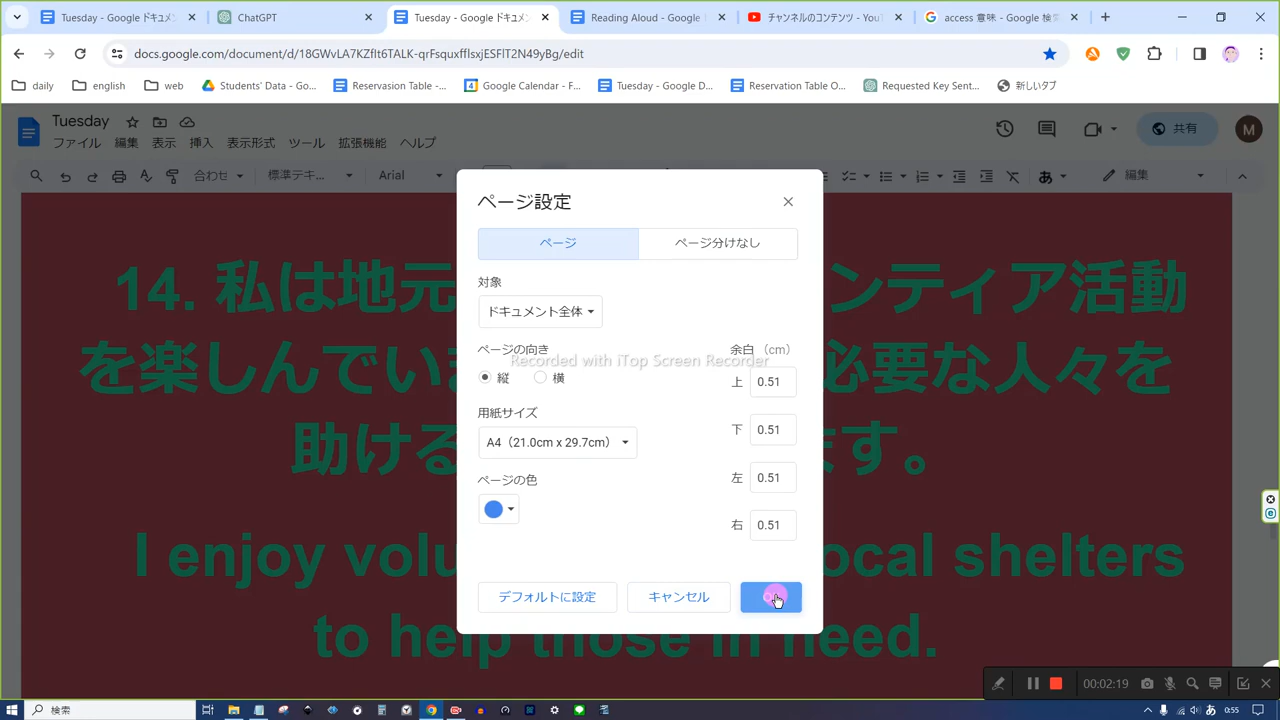 Tuesday - Google ドキュメ
ChatGPT
Tuesday - Google ドキュメ
Reading Aloud - Google
チャンネルのコンテンツ - YouT
access 意味 - Google 検索
docs.google.com/document/d/18GWvLA7KZfIt6TALK-qrFsquxfflsxjESFIT2N49yBg/edit
daily
english
web
Students' Data - Go...
Reservasion Table -...
Google Calendar - F...
Tuesday - Google D...
Reservation Table O...
Requested Key Sent...
新しいタブ
Tuesday
共有
M
ファイル 編集 表示 挿入 表示形式 ツール 拡張機能 ヘルプ
合わせ
標準テキ...
Arial
あ
編集
ページ設定
ページ
ページ分けなし
対象
ドキュメント全体
ページの向き
余白 (cm)
Recorded with iTop Screen Recorder
縦
横
上 0.51
用紙サイズ
下 0.51
A4（21.0cm x 29.7cm）
左 0.51
ページの色
右 0.51
デフォルトに設定
キャンセル
14. 私は地元 ンティア活動
を楽しんでい 必要な人々を
助ける ます。
I enjoy volu ocal shelters
to help those in need.
00:02:19
検索
あ
0:55